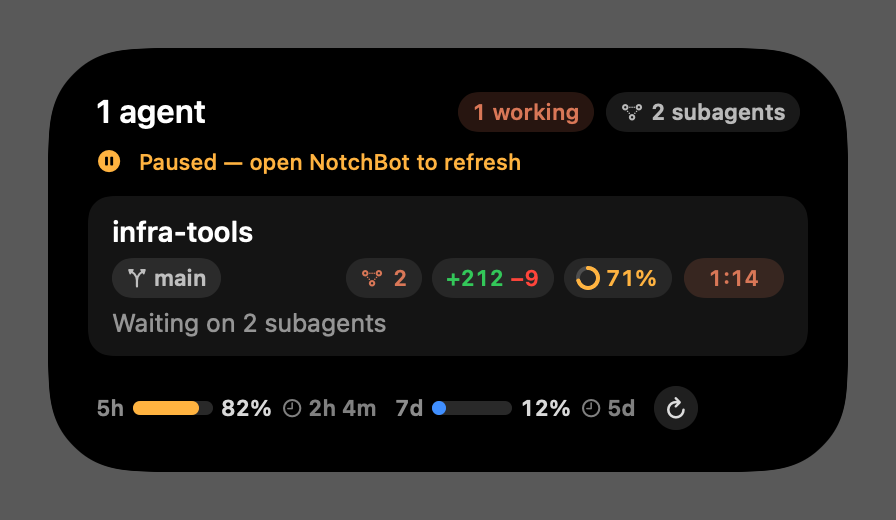 1 agent 1 working 2 subagents
Paused — open NotchBot to refresh
infra-tools
main 2 +212 −9 71% 1:14
Waiting on 2 subagents
5h 82% 2h 4m 7d 12% 5d